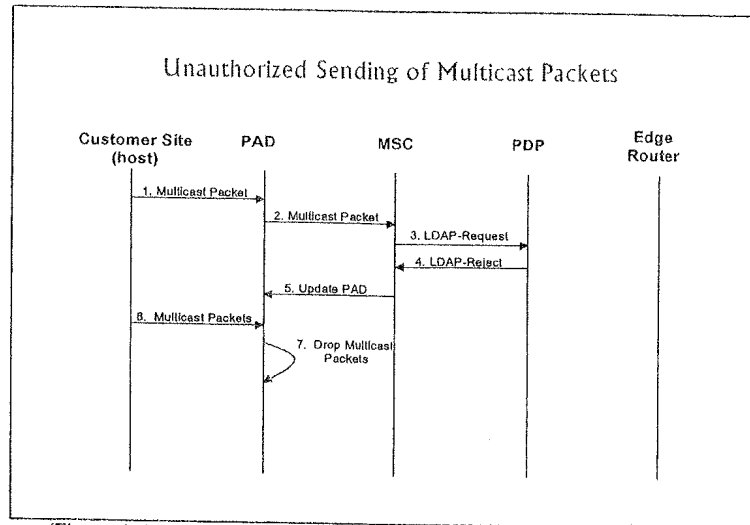 Unauthorized Sending of Multicast Packets
Customer Site
(host)
PAD
MSC
PDP
Edge
Router
1. Multicast Packet
2. Multicast Packet
3. LDAP-Request
4. LDAP-Reject
5. Update PAD
8. Multicast Packets
7. Drop Multicast
Packets